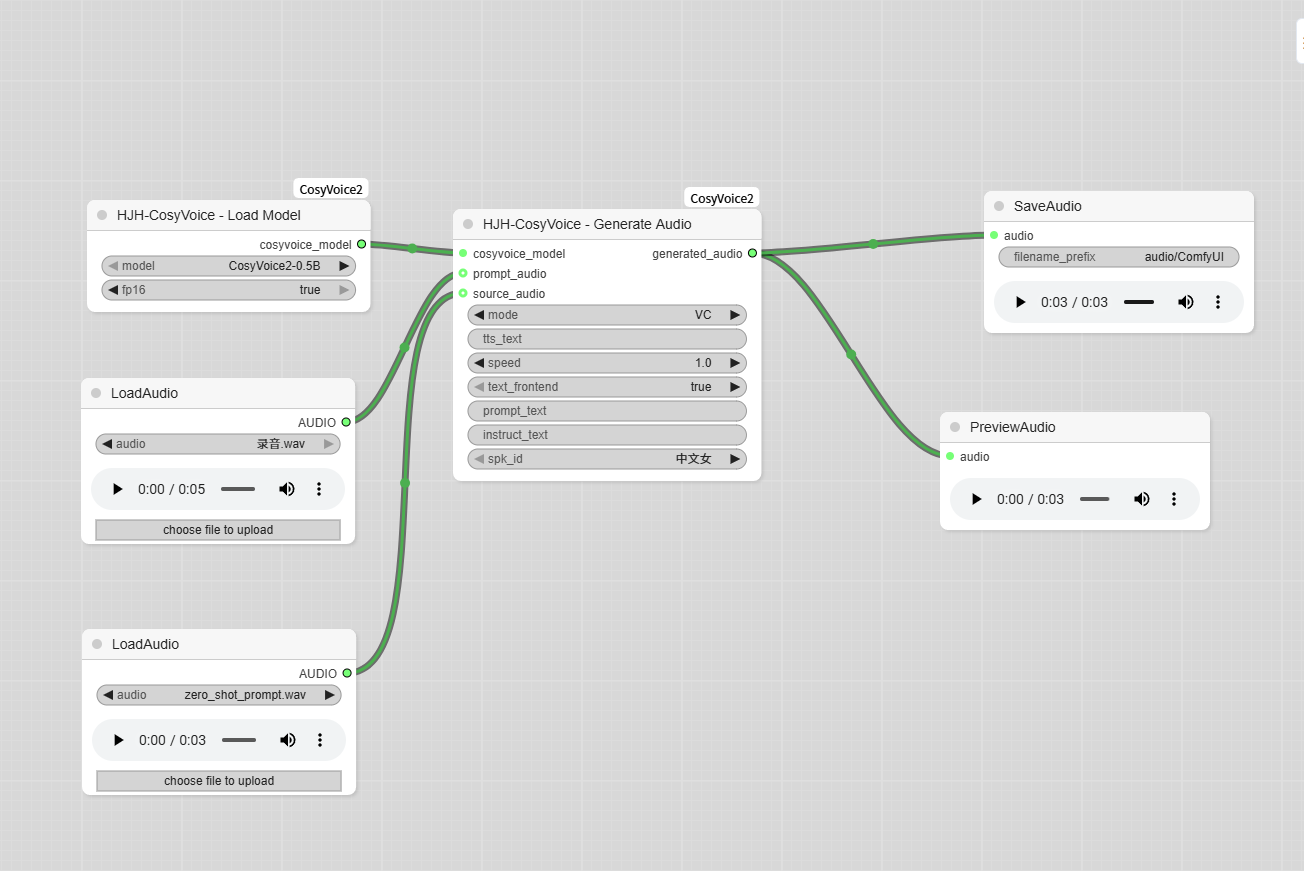 CosyVoice2
HJH-CosyVoice - Load Model
cosyvoice_model
model CosyVoice2-0.5B
fp16 true
LoadAudio
AUDIO
audio 录音.wav
0:00 / 0:05
choose file to upload
LoadAudio
AUDIO
audio zero_shot_prompt.wav
0:00 / 0:03
choose file to upload
CosyVoice2
HJH-CosyVoice - Generate Audio
cosyvoice_model generated_audio
prompt_audio
source_audio
mode VC
tts_text
speed 1.0
text_frontend true
prompt_text
instruct_text
spk_id 中文女
SaveAudio
audio
filename_prefix audio/ComfyUI
0:03 / 0:03
PreviewAudio
audio
0:00 / 0:03